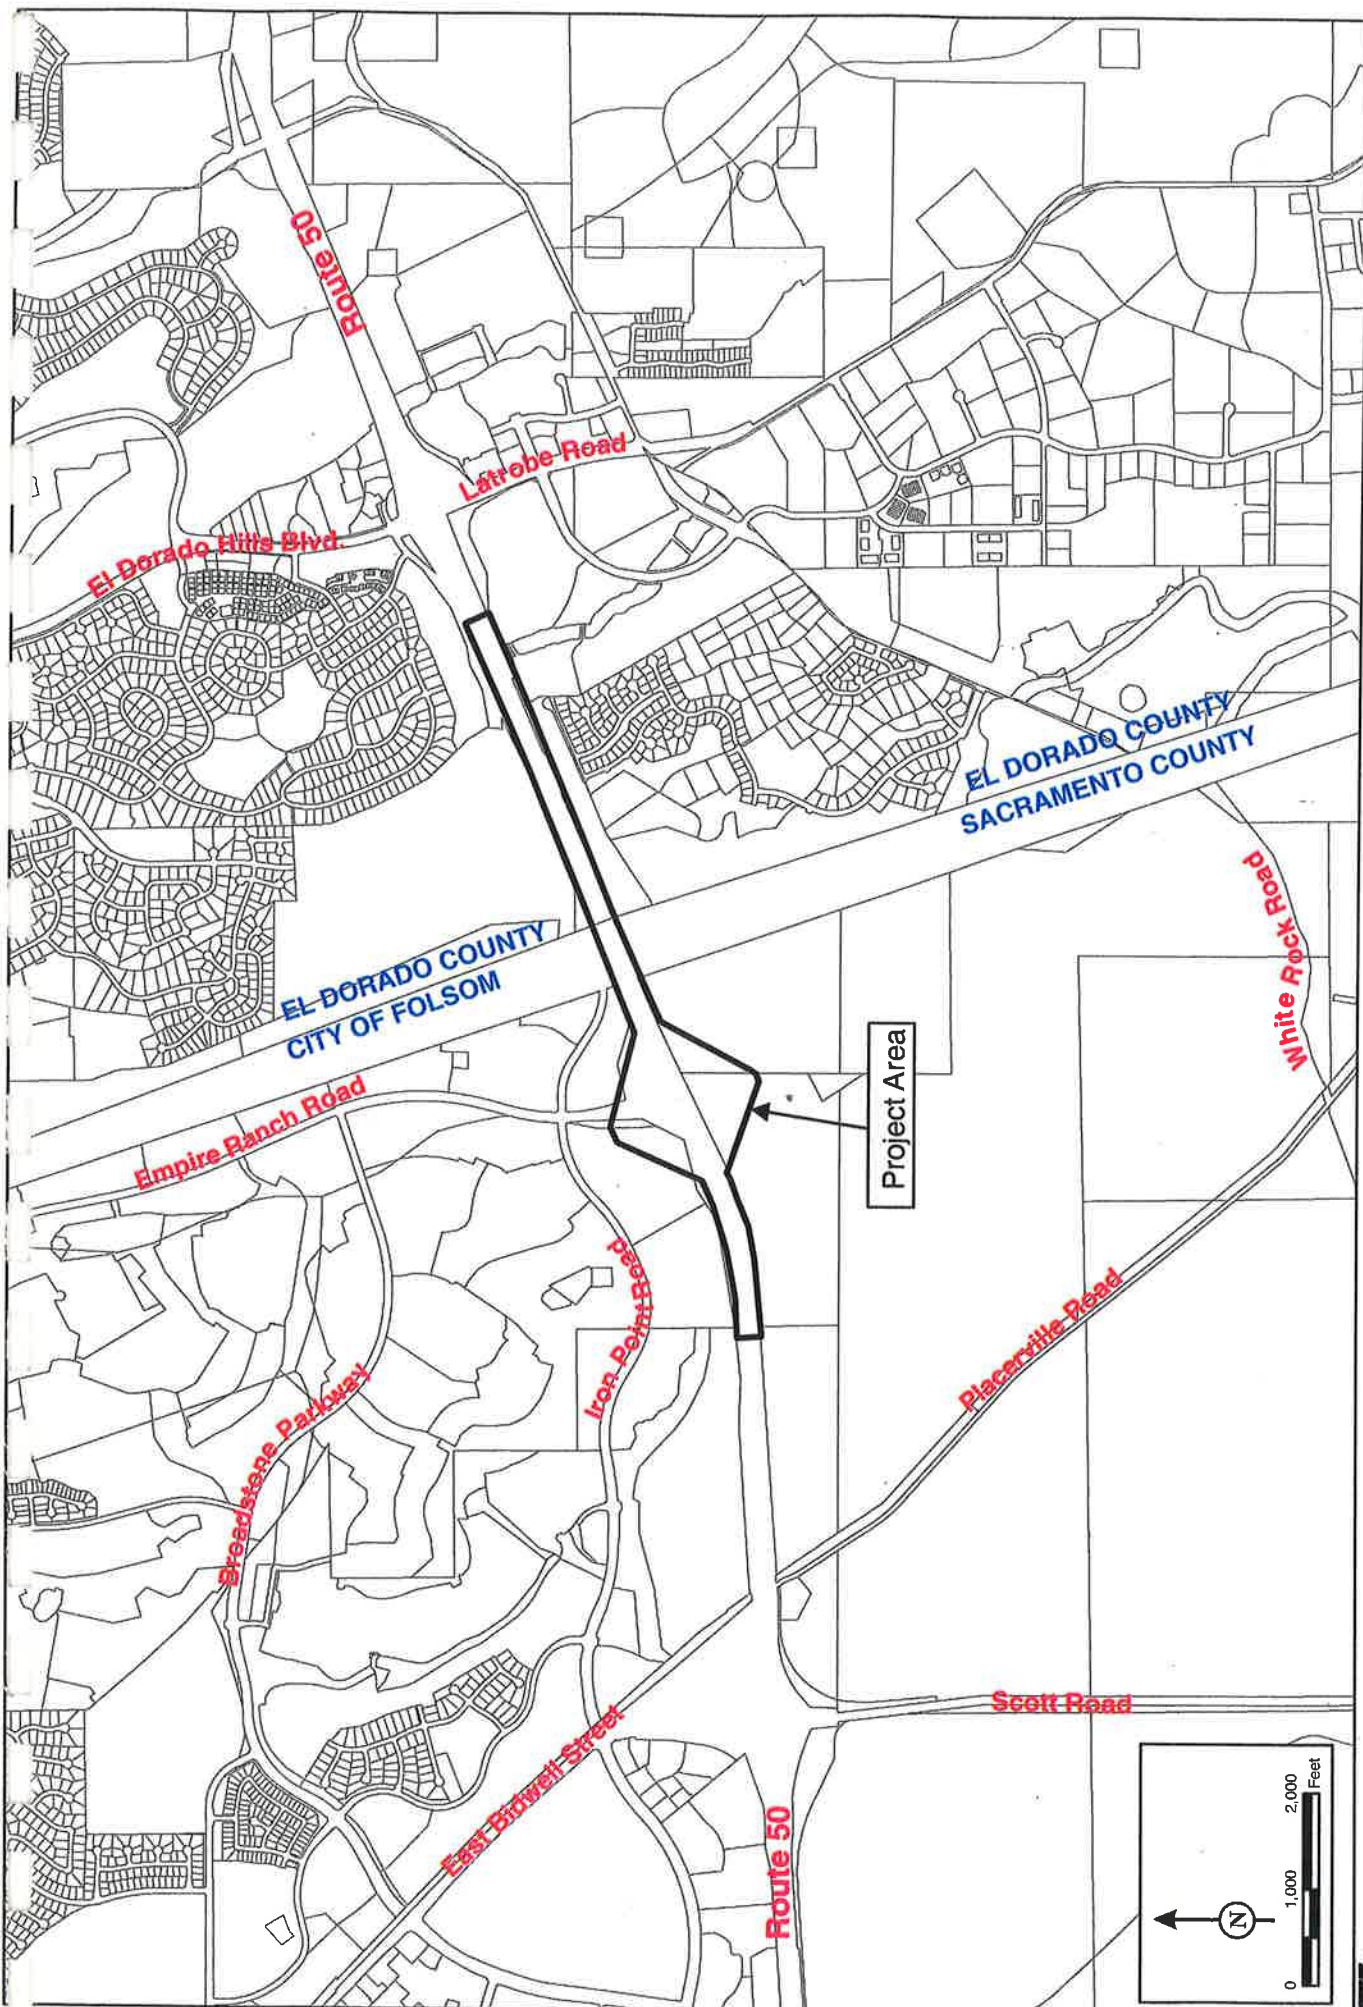 Route 50
El Dorado Hills Blvd.
Latrobe Road
EL DORADO COUNTY
CITY OF FOLSOM
EL DORADO COUNTY
SACRAMENTO COUNTY
Empire Ranch Road
White Rock Road
Project Area
Iron Point Road
Broadstone Parkway
Placerville Road
East Bidwell Street
Scott Road
Route 50
N
0 1,000 2,000
Feet